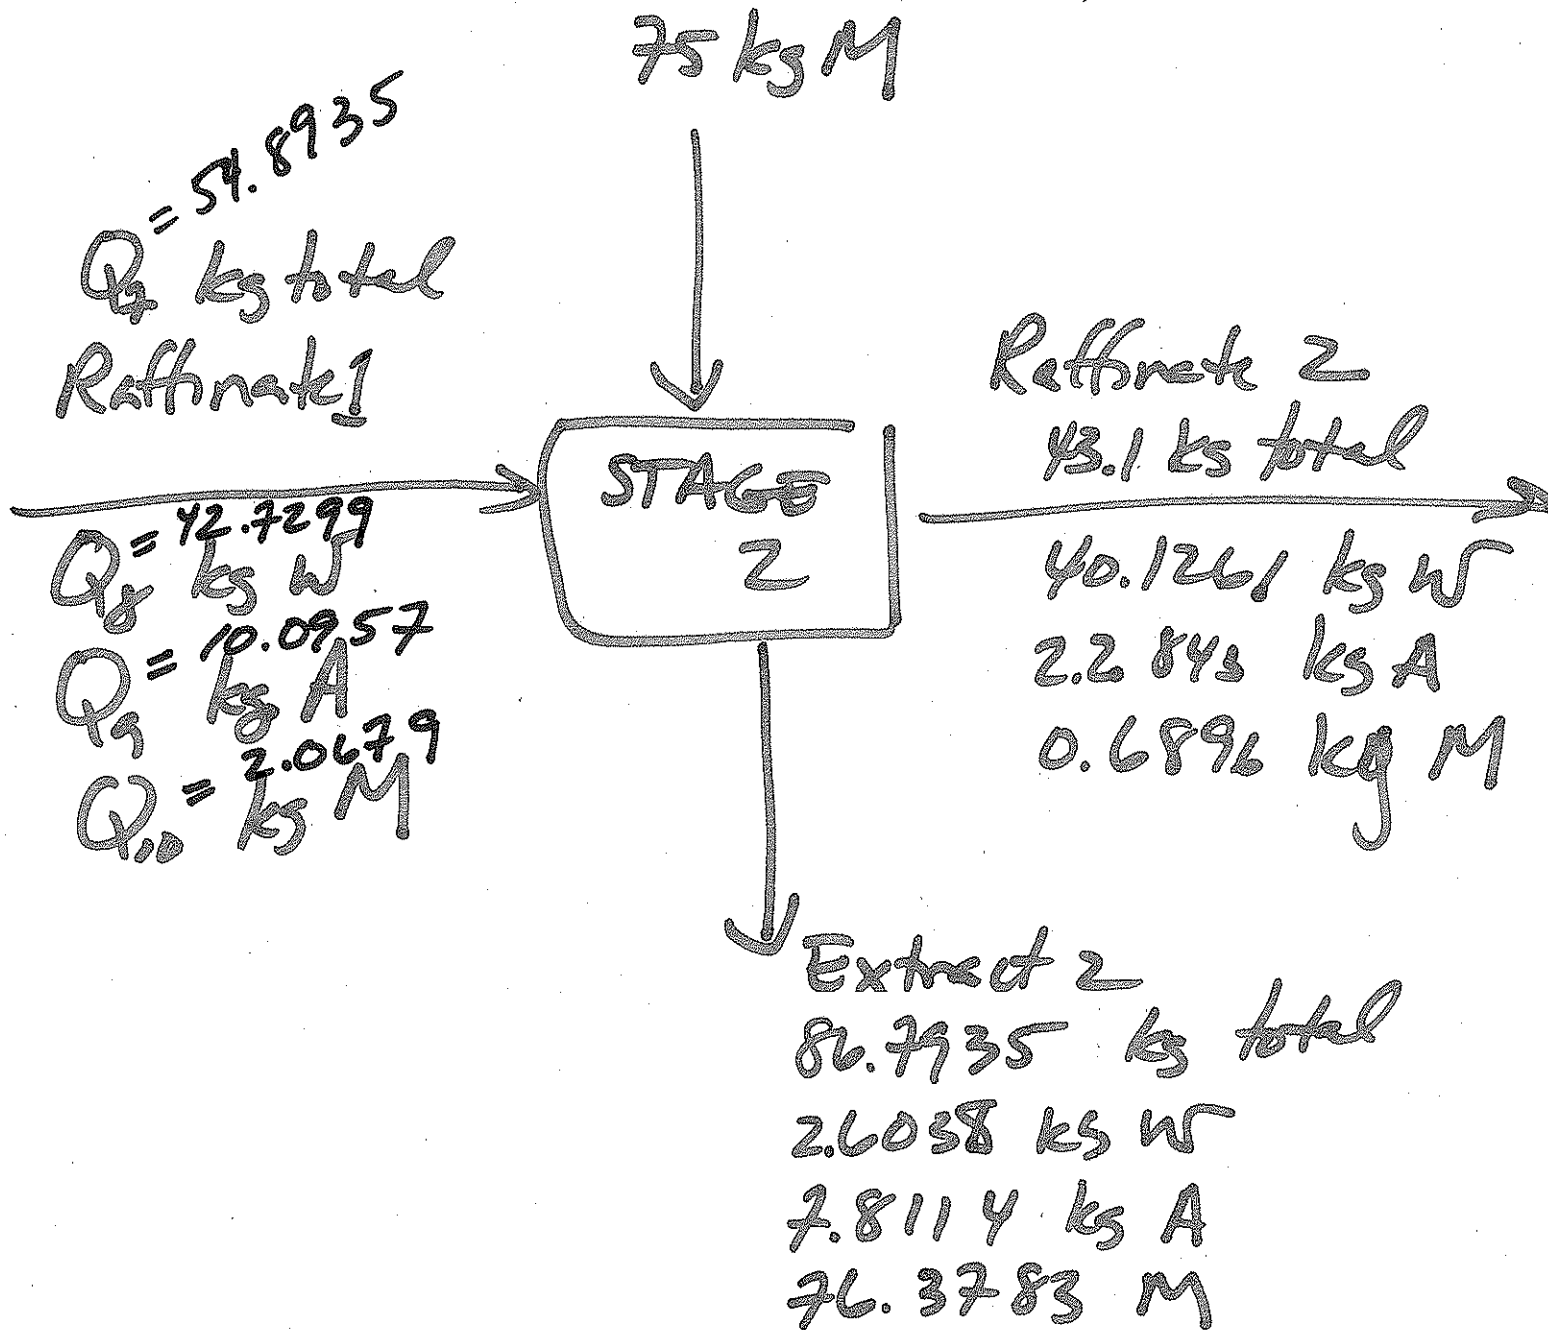 75 kg M
= 54.8935
Q7 kg total
Raffinate 1
Q8 = 42.7299 kg W
Q9 = 10.0957 kg A
Q10 = 2.0679 kg M
STAGE
2
Raffinate 2
43.1 kg total
40.1261 kg W
2.2843 kg A
0.6896 kg M
Extract 2
86.7935 kg total
2.6038 kg W
7.8114 kg A
76.3783 M